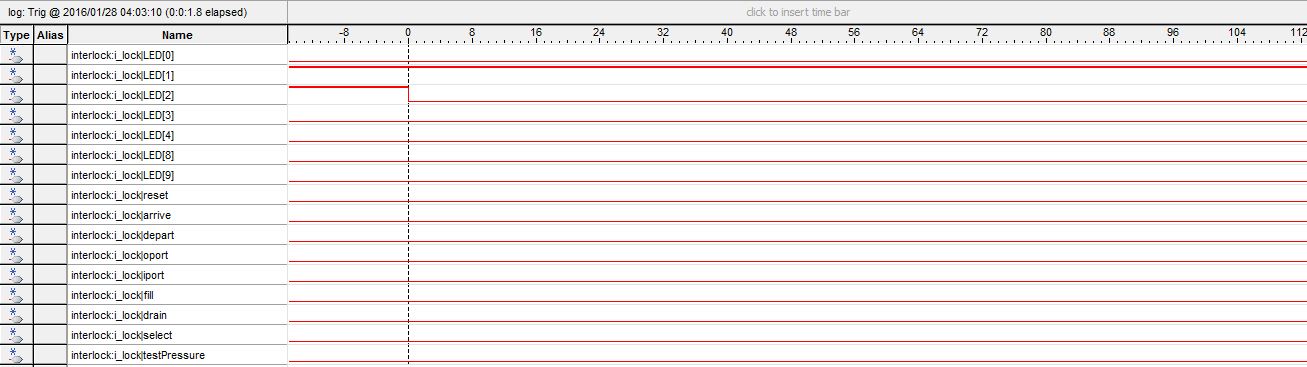 log: Trig @ 2016/01/28 04:03:10 (0:0:1.8 elapsed) click to insert time bar
Type Alias Name -8 0 8 16 24 32 40 48 56 64 72 80 88 96 104 112
interlock:i_lock|LED[0]
interlock:i_lock|LED[1]
interlock:i_lock|LED[2]
interlock:i_lock|LED[3]
interlock:i_lock|LED[4]
interlock:i_lock|LED[8]
interlock:i_lock|LED[9]
interlock:i_lock|reset
interlock:i_lock|arrive
interlock:i_lock|depart
interlock:i_lock|oport
interlock:i_lock|iport
interlock:i_lock|fill
interlock:i_lock|drain
interlock:i_lock|select
interlock:i_lock|testPressure